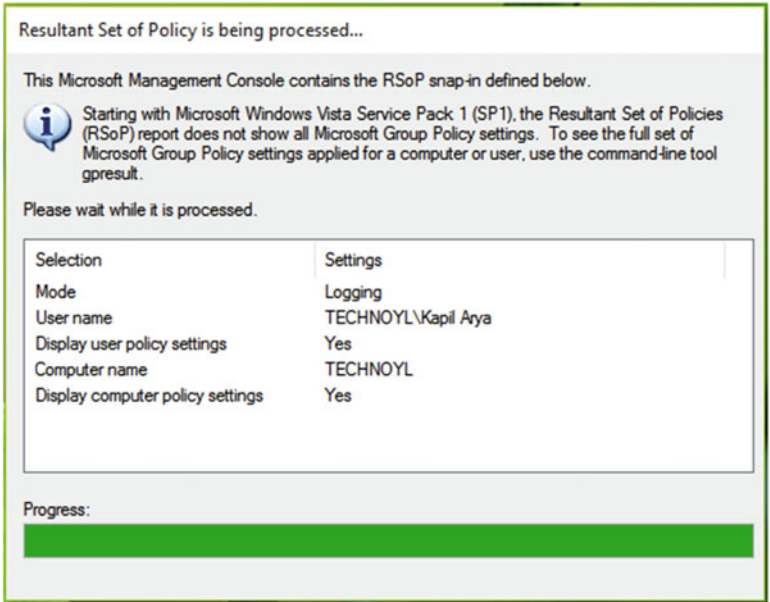 Resultant Set of Policy is being processed...
This Microsoft Management Console contains the RSoP snap-in defined below.
Starting with Microsoft Windows Vista Service Pack 1 (SP1), the Resultant Set of Policies
(RSoP) report does not show all Microsoft Group Policy settings. To see the full set of
Microsoft Group Policy settings applied for a computer or user, use the command-line tool
gpresult.
Please wait while it is processed.
Selection Settings
Mode Logging
User name TECHNOYL\Kapil Arya
Display user policy settings Yes
Computer name TECHNOYL
Display computer policy settings Yes
Progress: